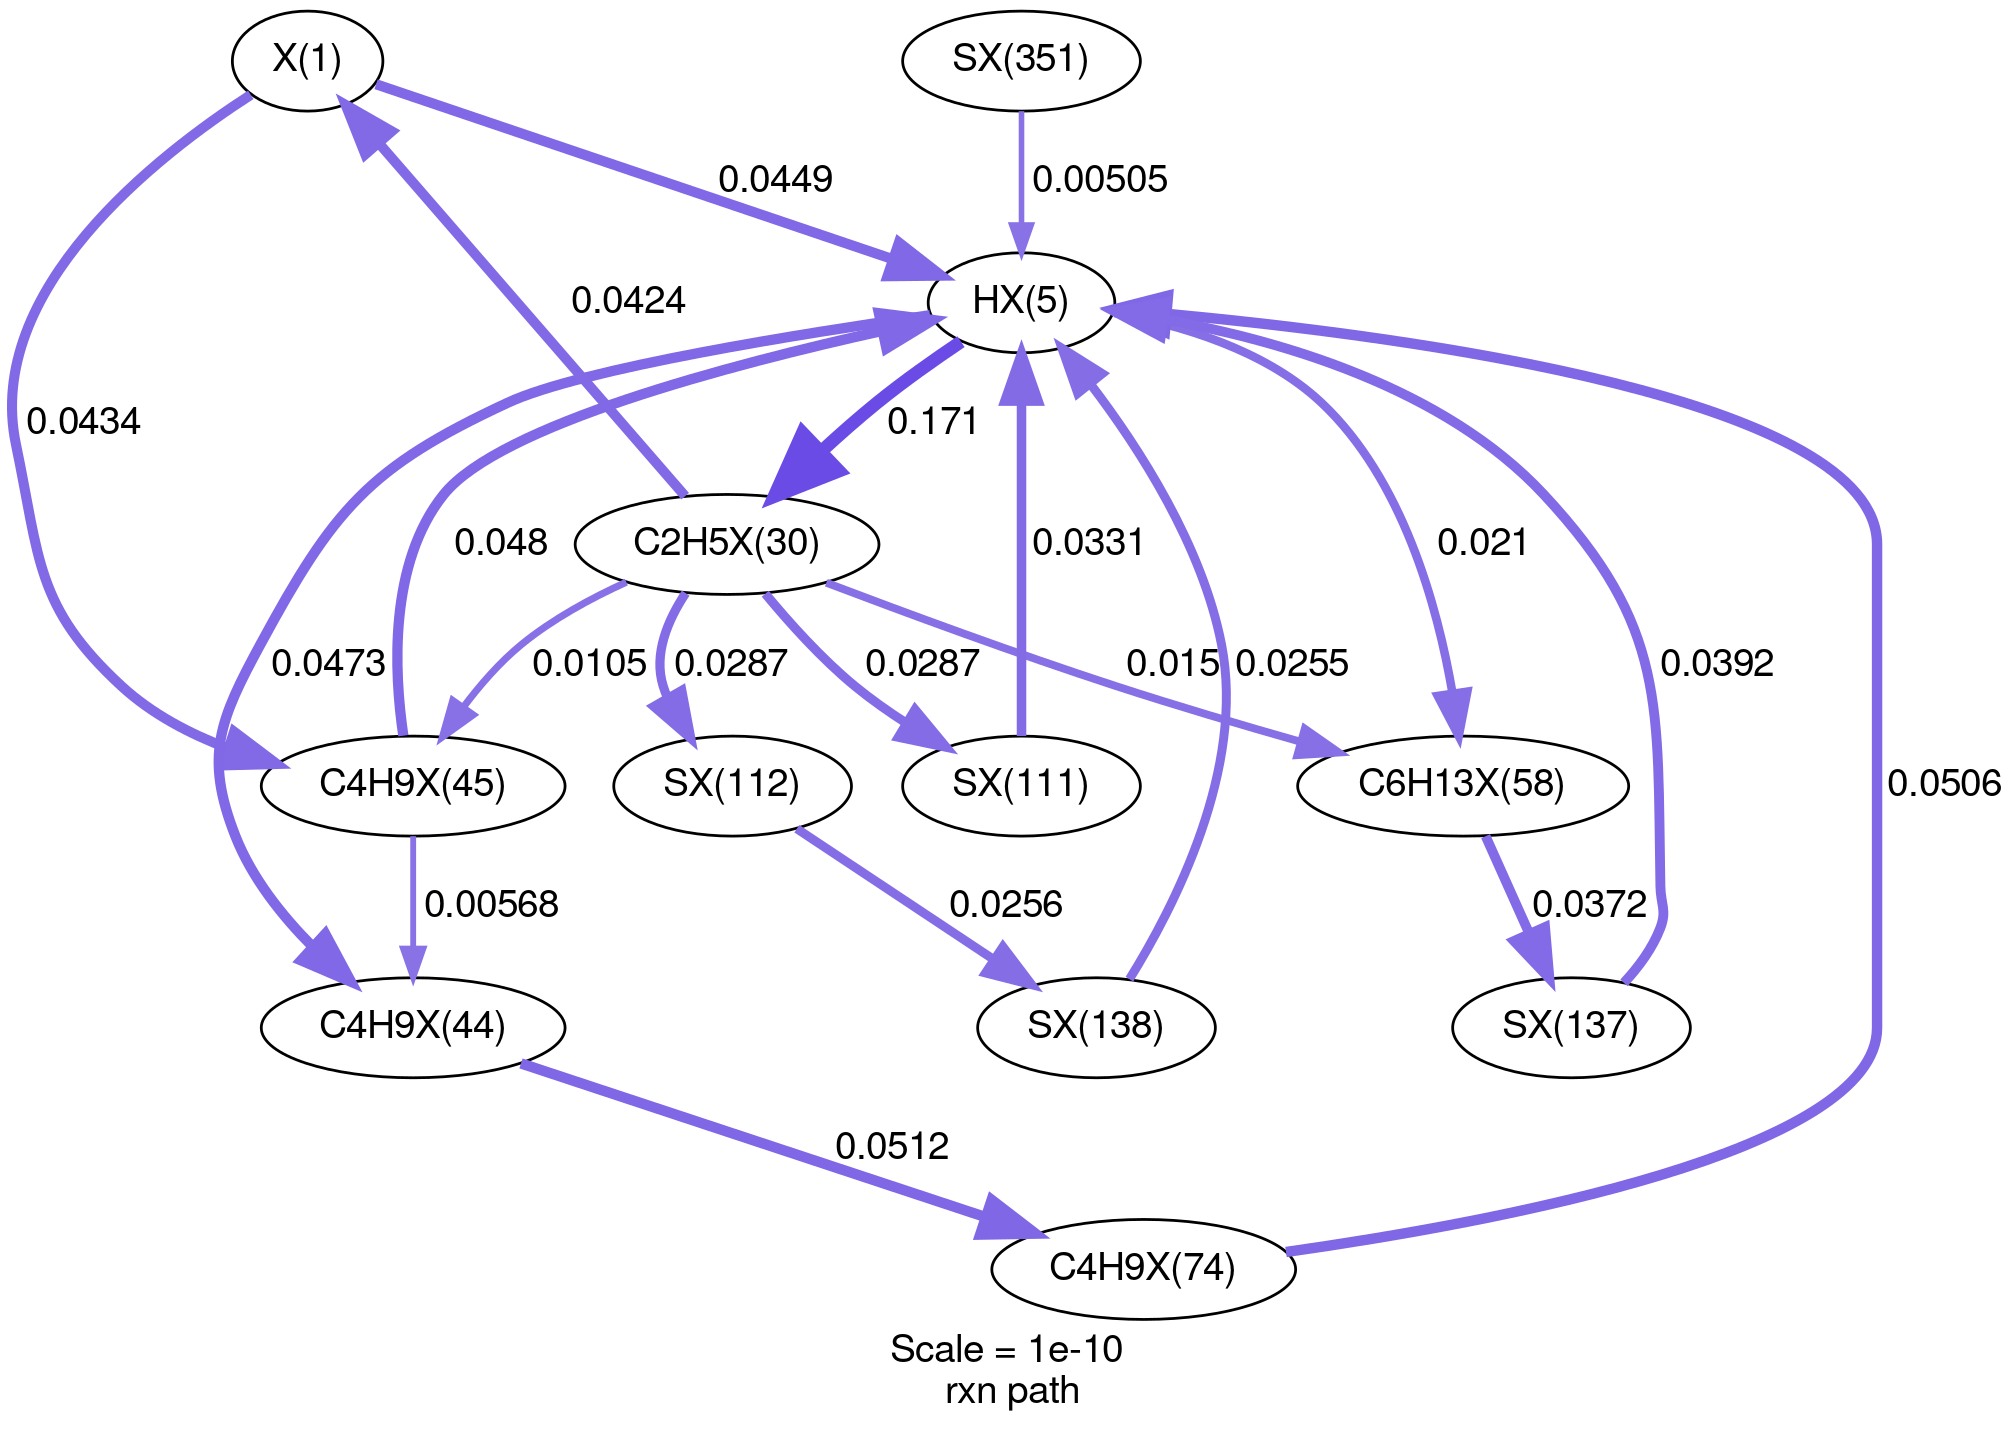 X(1)
SX(351)
0.0449
0.00505
HX(5)
0.0424
0.0434
0.171
0.048
C2H5X(30)
0.0331
0.021
0.0473
0.0105
0.0287
0.0287
0.015
0.0255
0.0392
C4H9X(45)
SX(112)
SX(111)
C6H13X(58)
0.0506
0.00568
0.0256
0.0372
C4H9X(44)
SX(138)
SX(137)
0.0512
C4H9X(74)
Scale = 1e-10
rxn path